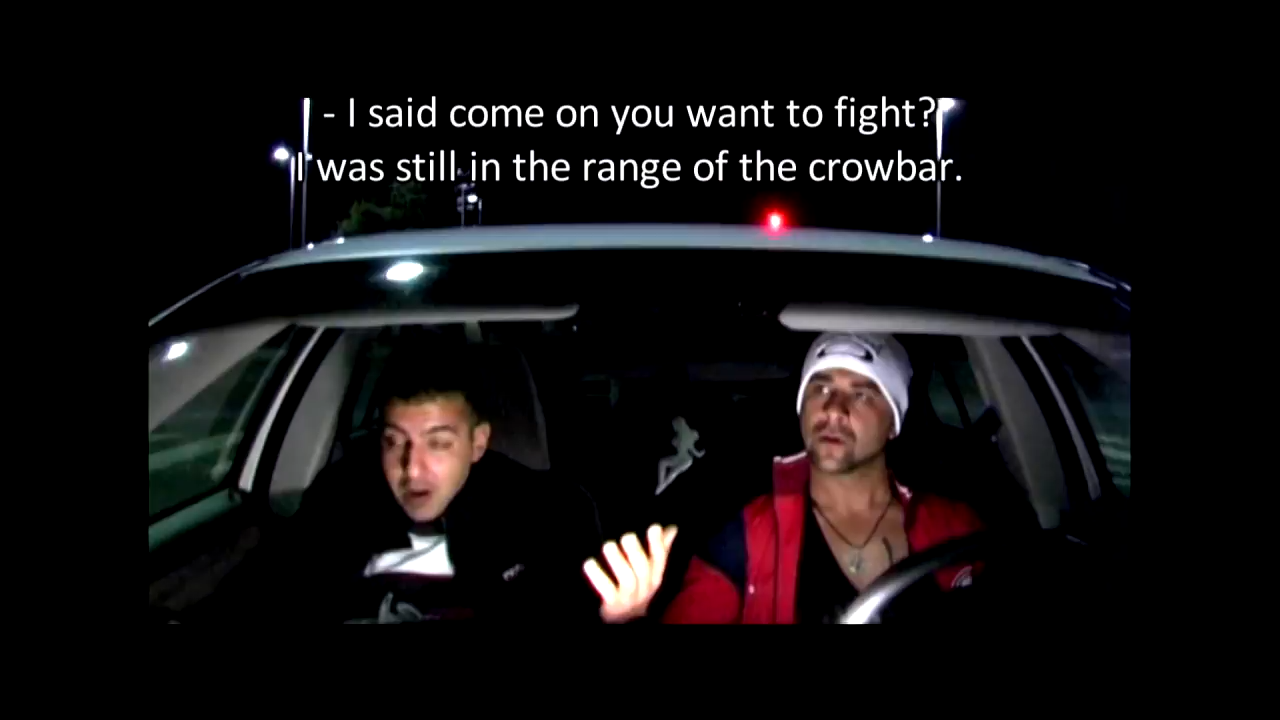 - I said come on you want to fight?
I was still in the range of the crowbar.